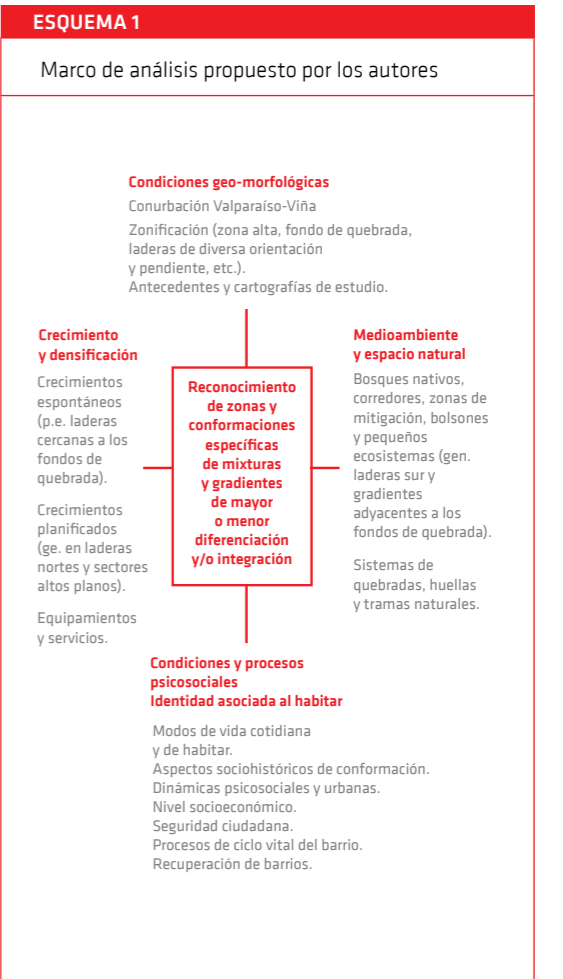 ESQUEMA 1
Marco de análisis propuesto por los autores
Condiciones geo-morfológicas
Conurbación Valparaíso-Viña
Zonificación (zona alta, fondo de quebrada,
laderas de diversa orientación
y pendiente, etc.).
Antecedentes y cartografías de estudio.
Crecimiento
y densificación
Crecimientos
espontáneos
(p.e. laderas
cercanas a los
fondos de
quebrada).
Crecimientos
planificados
(ge. en laderas
nortes y sectores
altos planos).
Equipamientos
y servicios.
Reconocimiento
de zonas y
conformaciones
específicas
de mixturas
y gradientes
de mayor
o menor
diferenciación
y/o integración
Medioambiente
y espacio natural
Bosques nativos,
corredores, zonas de
mitigación, bolsones
y pequeños
ecosistemas (gen.
laderas sur y
gradientes
adyacentes a los
fondos de quebrada).
Sistemas de
quebradas, huellas
y tramas naturales.
Condiciones y procesos
psicosociales
Identidad asociada al habitar
Modos de vida cotidiana
y de habitar.
Aspectos sociohistóricos de conformación.
Dinámicas psicosociales y urbanas.
Nivel socioeconómico.
Seguridad ciudadana.
Procesos de ciclo vital del barrio.
Recuperación de barrios.